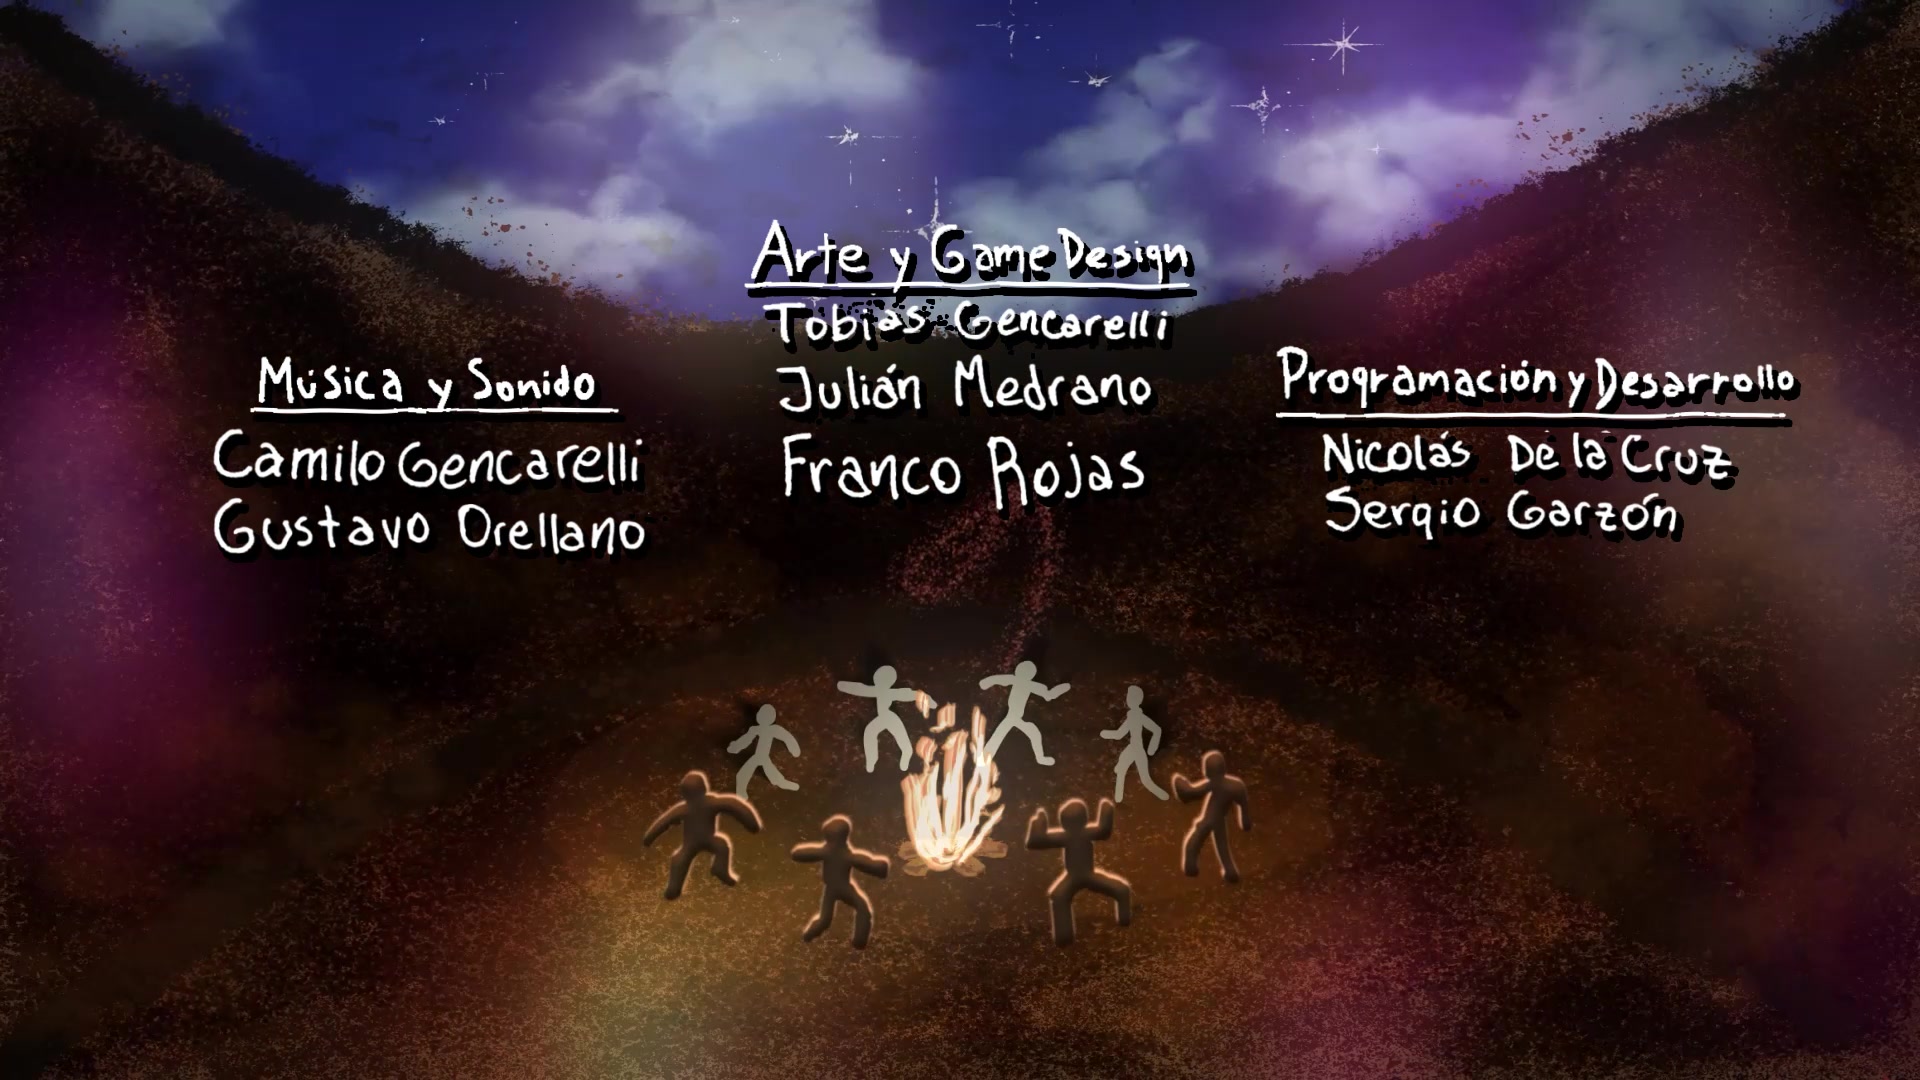 Música y Sonido
Camilo Gencarelli
Gustavo Orellano
Arte y Game Design
Tobías Gencarelli
Julián Medrano
Franco Rojas
Programación y Desarrollo
Nicolás De la Cruz
Sergio Garzón